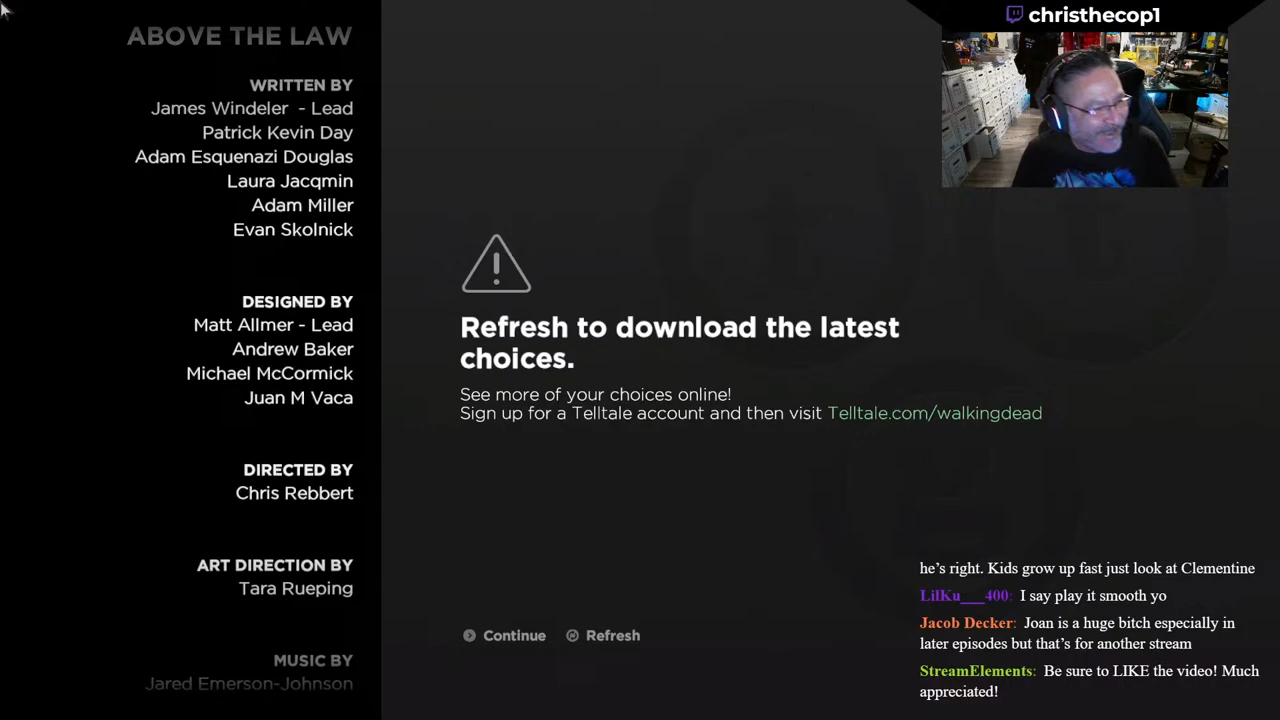 ABOVE THE LAW
WRITTEN BY
James Windeler - Lead
Patrick Kevin Day
Adam Esquenazi Douglas
Laura Jacqmin
Adam Miller
Evan Skolnick
DESIGNED BY
Matt Allmer - Lead
Andrew Baker
Michael McCormick
Juan M Vaca
DIRECTED BY
Chris Rebbert
ART DIRECTION BY
Tara Rueping
MUSIC BY
Jared Emerson-Johnson
Refresh to download the latest
choices.
See more of your choices online!
Sign up for a Telltale account and then visit Telltale.com/walkingdead
Continue Refresh
christhecop1
he's right. Kids grow up fast just look at Clementine
LilKu___400: I say play it smooth yo
Jacob Decker: Joan is a huge bitch especially in
later episodes but that's for another stream
StreamElements: Be sure to LIKE the video! Much
appreciated!